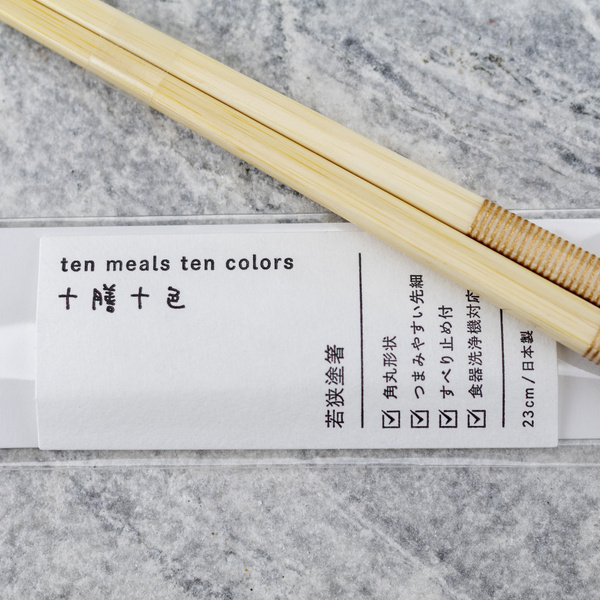 ten meals ten colors
十膳十色
若狭塗箸
☑ 角丸形状
☑ つまみやすい先細
☑ すべり止め付
☑ 食器洗浄機対応
23cm/日本製